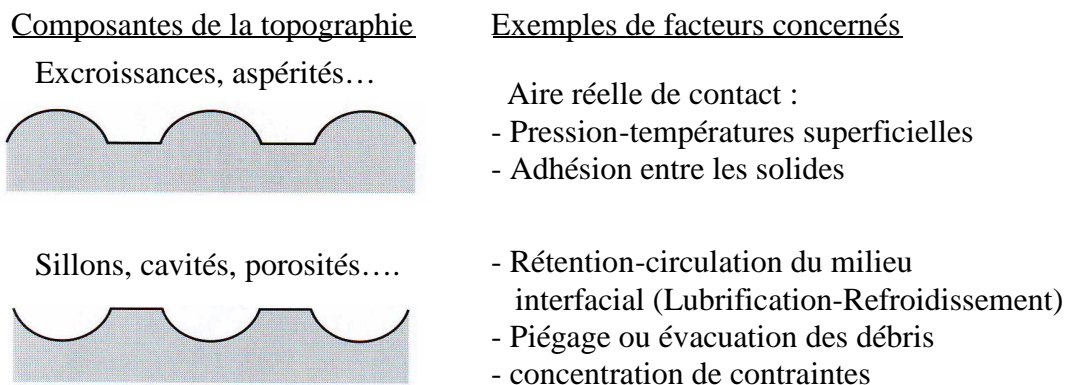 Composantes de la topographie
Exemples de facteurs concernés
Excroissances, aspérités…
Aire réelle de contact :
- Pression-températures superficielles
- Adhésion entre les solides
Sillons, cavités, porosités….
- Rétention-circulation du milieu
interfacial (Lubrification-Refroidissement)
- Piégage ou évacuation des débris
- concentration de contraintes